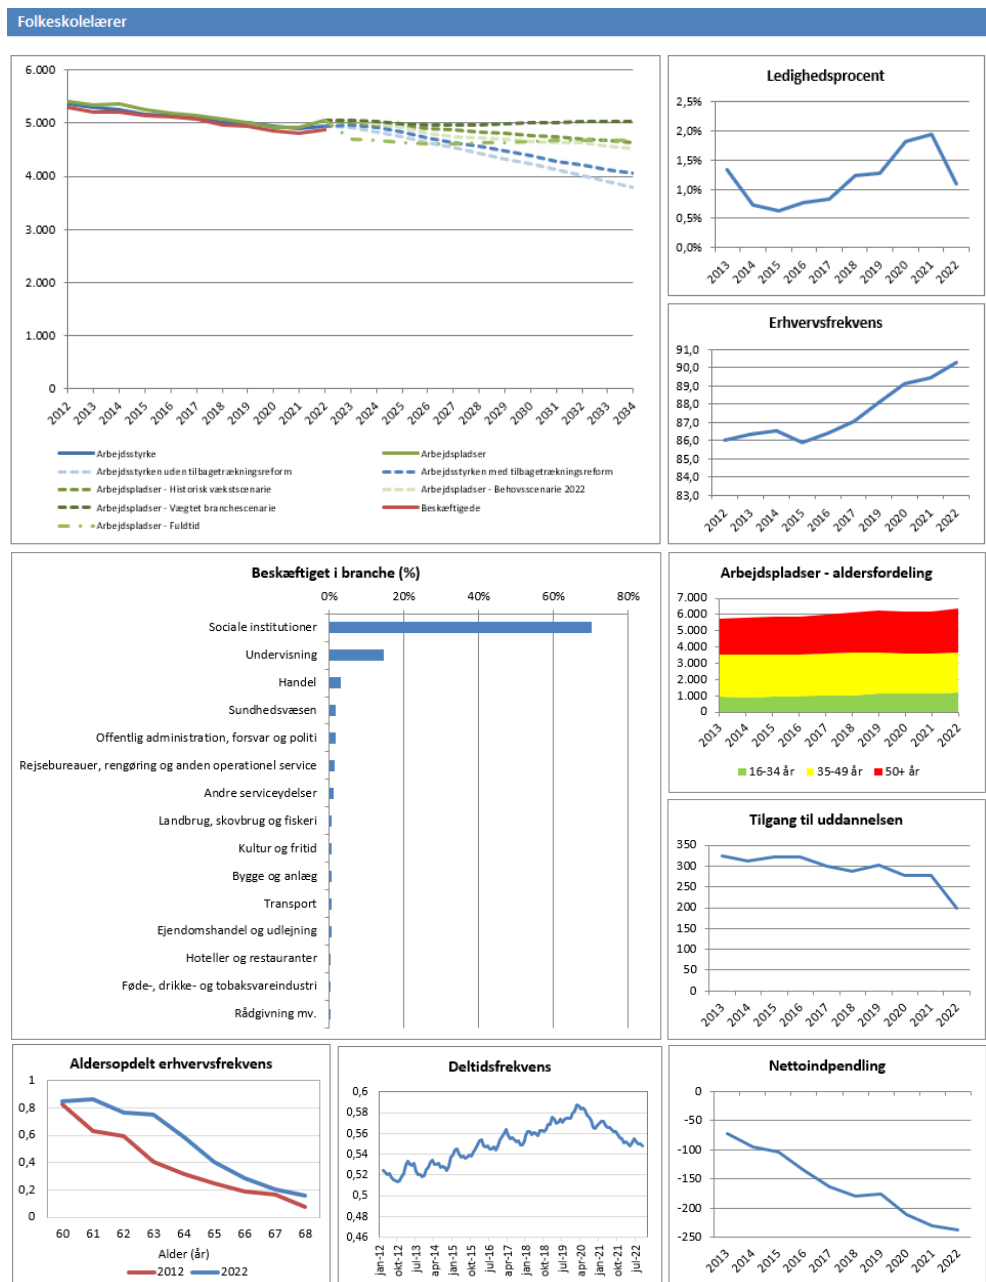 Folkeskolelærer
6.000
5.000
4.000
3.000
2.000
1.000
0
2012 2013 2014 2015 2016 2017 2018 2019 2020 2021 2022 2023 2024 2025 2026 2027 2028 2029 2030 2031 2032 2033 2034
Arbejdsstyrke Arbejdspladser
Arbejdsstyrken uden tilbagetrækningsreform Arbejdsstyrken med tilbagetrækningsreform
Arbejdspladser - Historisk vækstscenarie Arbejdspladser - Behovsscenarie 2022
Arbejdspladser - Vægtet branchescenarie Beskæftigede
Arbejdspladser - Fuldtid
Ledighedsprocent
2,5%
2,0%
1,5%
1,0%
0,5%
0,0%
2013 2014 2015 2016 2017 2018 2019 2020 2021 2022
Erhvervsfrekvens
91,0
90,0
89,0
88,0
87,0
86,0
85,0
84,0
83,0
2012 2013 2014 2015 2016 2017 2018 2019 2020 2022
Beskæftiget i branche (%)
0% 20% 40% 60% 80%
Sociale institutioner
Undervisning
Handel
Sundhedsvæsen
Offentlig administration, forsvar og politi
Rejsebureauer, rengøring og anden operationel service
Andre serviceydelser
Landbrug, skovbrug og fiskeri
Kultur og fritid
Bygge og anlæg
Transport
Ejendomshandel og udlejning
Hoteller og restauranter
Føde-, drikke- og tobaksvareindustri
Rådgivning mv.
Arbejdspladser - aldersfordeling
7.000
6.000
5.000
4.000
3.000
2.000
1.000
0
2013 2014 2015 2016 2017 2018 2019 2020 2021 2022
16-34 år 35-49 år 50+ år
Tilgang til uddannelsen
350
300
250
200
150
100
50
0
2013 2014 2015 2016 2017 2018 2019 2020 2021 2022
Aldersopdelt erhvervsfrekvens
1
0,8
0,6
0,4
0,2
0
60 61 62 63 64 65 66 67 68
Alder (år)
2012 2022
Deltidsfrekvens
0,6
0,58
0,56
0,54
0,52
0,5
0,48
0,46
jan-12 okt-12 jul-13 apr-14 jan-15 okt-15 jul-16 apr-17 jan-18 okt-18 jul-19 apr-20 jan-21 okt-21 jul-22
Nettoindpendling
0
-50
-100
-150
-200
-250
2013 2014 2015 2016 2017 2018 2019 2020 2021 2022